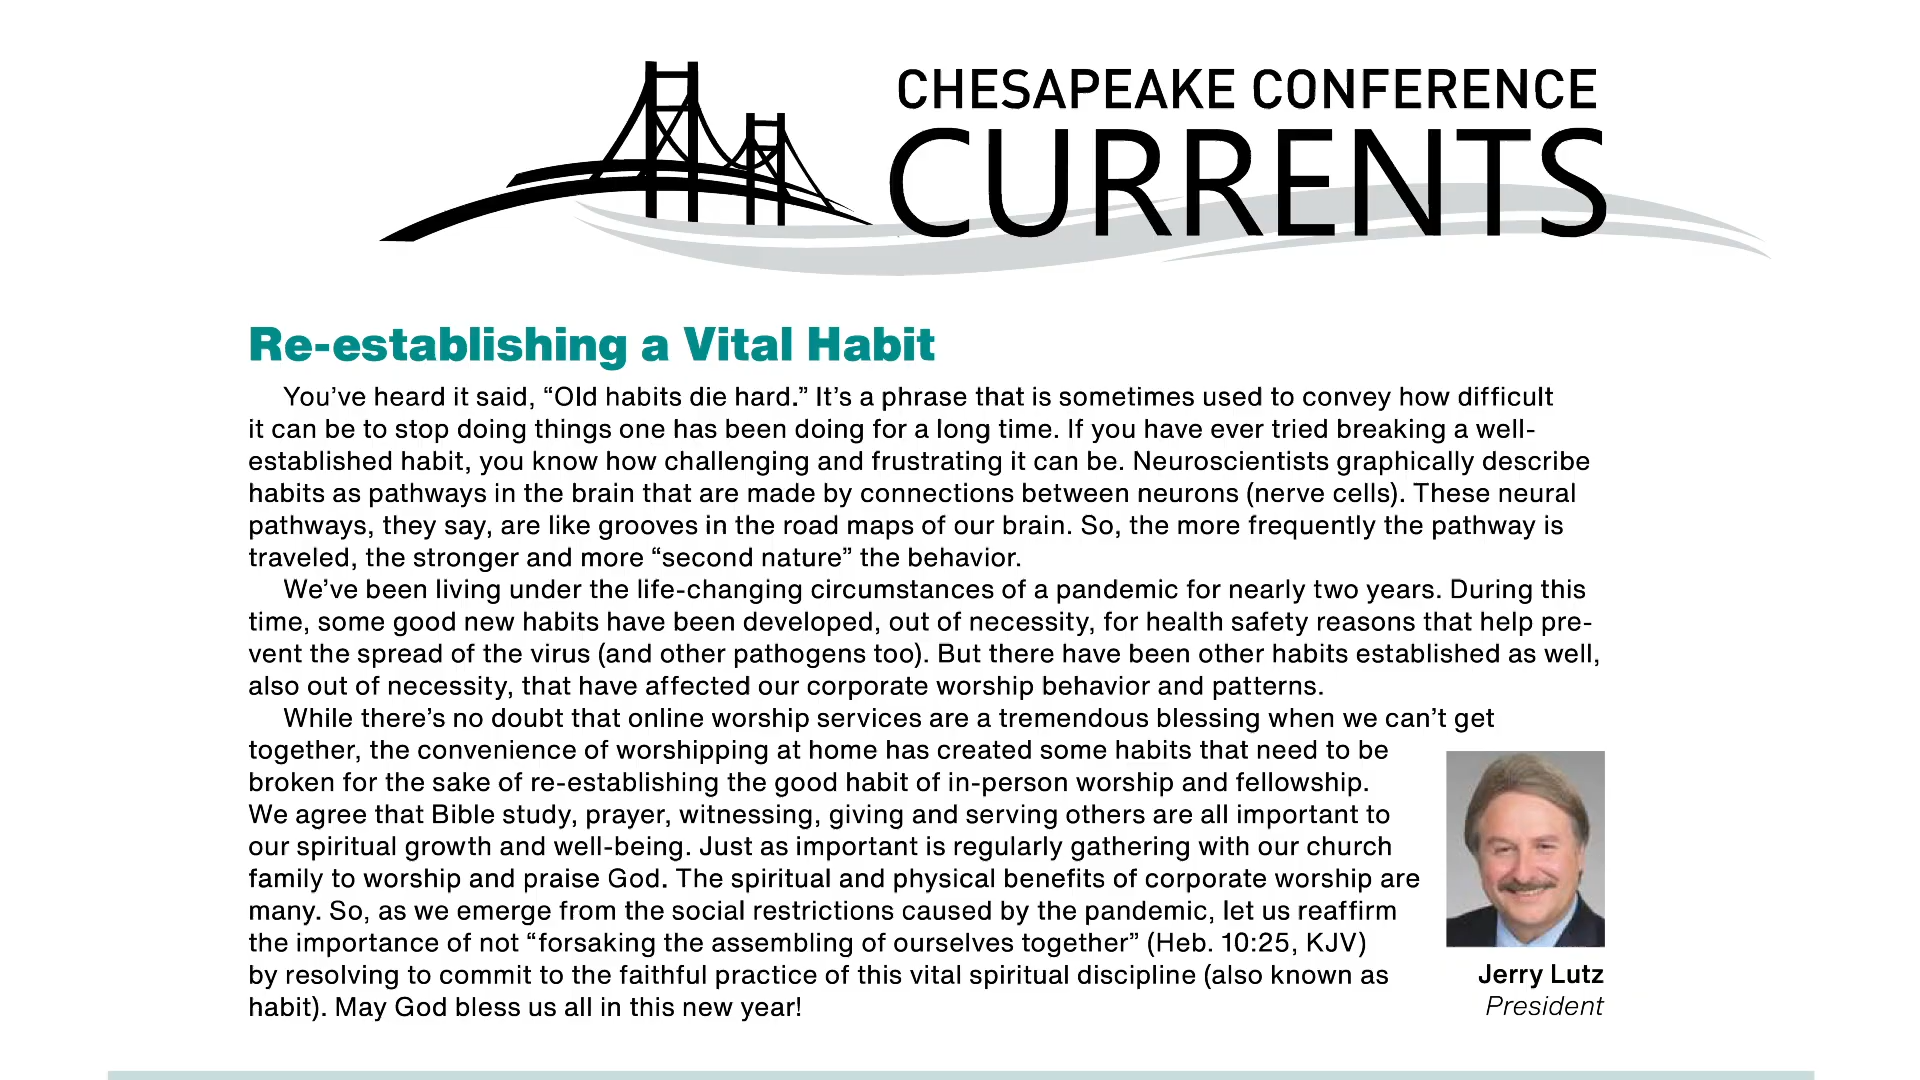 CHESAPEAKE CONFERENCE
CURRENTS
Re-establishing a Vital Habit
You’ve heard it said, “Old habits die hard.” It’s a phrase that is sometimes used to convey how difficult
it can be to stop doing things one has been doing for a long time. If you have ever tried breaking a well-
established habit, you know how challenging and frustrating it can be. Neuroscientists graphically describe
habits as pathways in the brain that are made by connections between neurons (nerve cells). These neural
pathways, they say, are like grooves in the road maps of our brain. So, the more frequently the pathway is
traveled, the stronger and more “second nature” the behavior.
We’ve been living under the life-changing circumstances of a pandemic for nearly two years. During this
time, some good new habits have been developed, out of necessity, for health safety reasons that help pre-
vent the spread of the virus (and other pathogens too). But there have been other habits established as well,
also out of necessity, that have affected our corporate worship behavior and patterns.
While there’s no doubt that online worship services are a tremendous blessing when we can’t get
together, the convenience of worshipping at home has created some habits that need to be
broken for the sake of re-establishing the good habit of in-person worship and fellowship.
We agree that Bible study, prayer, witnessing, giving and serving others are all important to
our spiritual growth and well-being. Just as important is regularly gathering with our church
family to worship and praise God. The spiritual and physical benefits of corporate worship are
many. So, as we emerge from the social restrictions caused by the pandemic, let us reaffirm
the importance of not “forsaking the assembling of ourselves together” (Heb. 10:25, KJV)
by resolving to commit to the faithful practice of this vital spiritual discipline (also known as
habit). May God bless us all in this new year!
Jerry Lutz
President